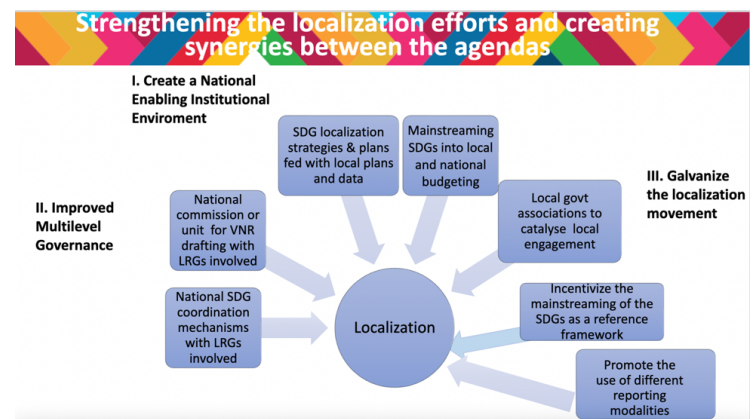 Strengthening the localization efforts and creating
synergies between the agendas
I. Create a National
Enabling Institutional
Enviroment
SDG localization
strategies & plans
fed with local plans
and data
Mainstreaming
SDGs into local
and national
budgeting
III. Galvanize
the localization
movement
II. Improved
Multilevel
Governance
National
commission or
unit for VNR
drafting with
LRGs involved
Local govt
associations to
catalyse local
engagement
National SDG
coordination
mechanisms
with LRGs
involved
Localization
Incentivize the
mainstreaming of the
SDGs as a reference
framework
Promote the
use of different
reporting
modalities